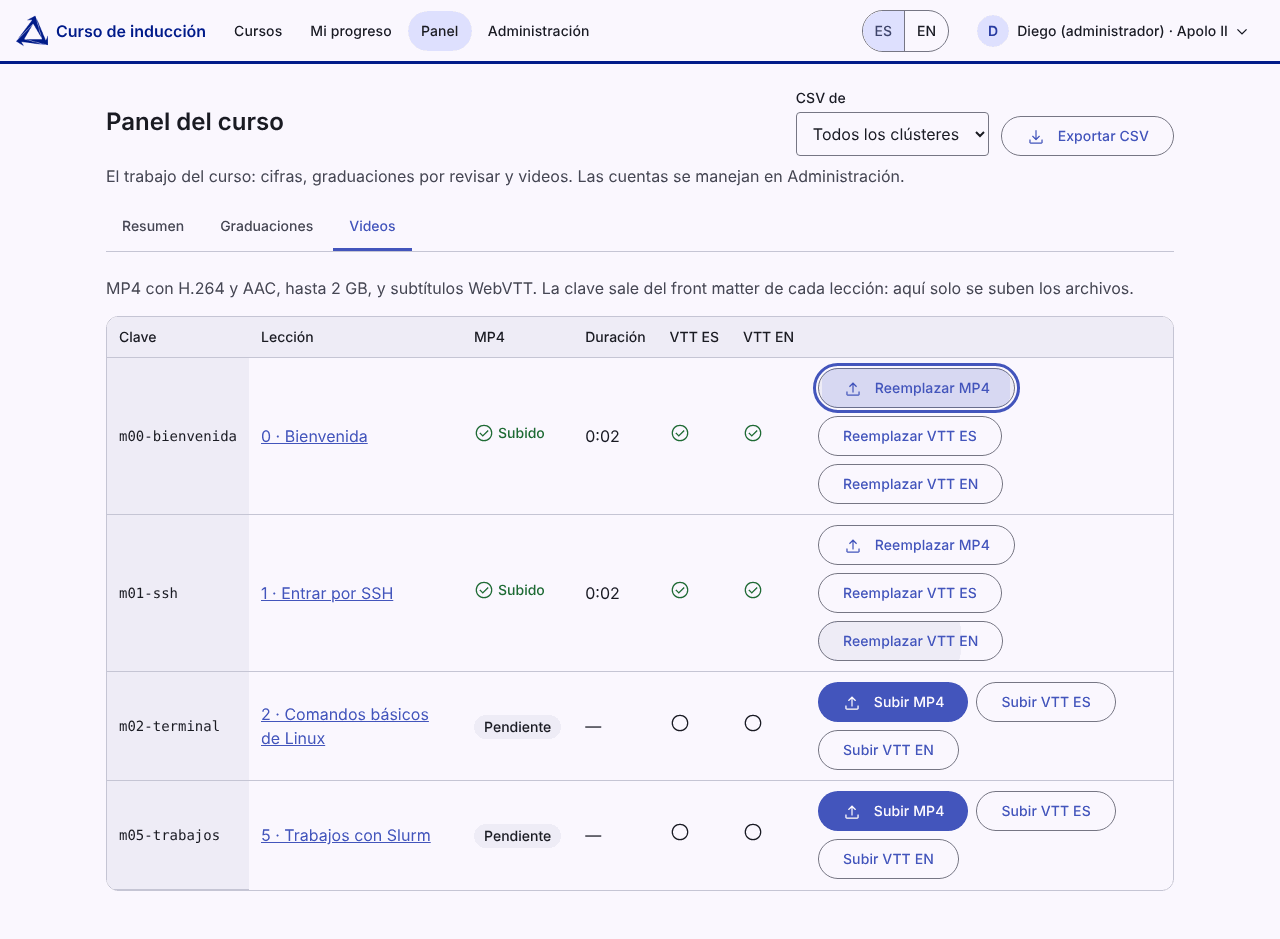 Curso de inducción
Cursos
Mi progreso
Panel
Administración
ES
EN
D
Diego (administrador) · Apolo II
Panel del curso
CSV de
Todos los clústeres
Exportar CSV
El trabajo del curso: cifras, graduaciones por revisar y videos. Las cuentas se manejan en Administración.
Resumen
Graduaciones
Videos
MP4 con H.264 y AAC, hasta 2 GB, y subtítulos WebVTT. La clave sale del front matter de cada lección: aquí solo se suben los archivos.
Clave
Lección
MP4
Duración
VTT ES
VTT EN
m00-bienvenida
0 · Bienvenida
Subido
0:02
Reemplazar MP4
Reemplazar VTT ES
Reemplazar VTT EN
m01-ssh
1 · Entrar por SSH
Subido
0:02
Reemplazar MP4
Reemplazar VTT ES
Reemplazar VTT EN
m02-terminal
2 · Comandos básicos
de Linux
Pendiente
—
Subir MP4
Subir VTT ES
Subir VTT EN
m05-trabajos
5 · Trabajos con Slurm
Pendiente
—
Subir MP4
Subir VTT ES
Subir VTT EN